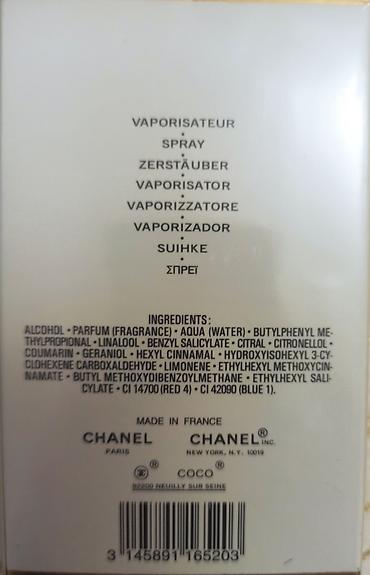 VAPORISATEUR
SPRAY
ZERSTÄUBER
VAPORISATOR
VAPORIZZATORE
VAPORIZADOR
SUIHKE
ΣΠΡΕΪ
INGREDIENTS:
ALCOHOL • PARFUM (FRAGRANCE) • AQUA (WATER) • BUTYLPHENYL ME-
THYLPROPIONAL • LINALOOL • BENZYL SALICYLATE • CITRAL • CITRONELLOL •
COUMARIN • GERANIOL • HEXYL CINNAMAL • HYDROXYISOHEXYL 3-CY-
CLOHEXENE CARBOXALDEHYDE • LIMONENE • ETHYLHEXYL METHOXYCIN-
NAMATE • BUTYL METHOXYDIBENZOYLMETHANE • ETHYLHEXYL SALI-
CYLATE • CI 14700 (RED 4) • CI 42090 (BLUE 1).
MADE IN FRANCE
CHANEL CHANEL® INC.
PARIS NEW YORK, N.Y. 10019
® COCO®
92200 NEUILLY SUR SEINE
3 145891 165203